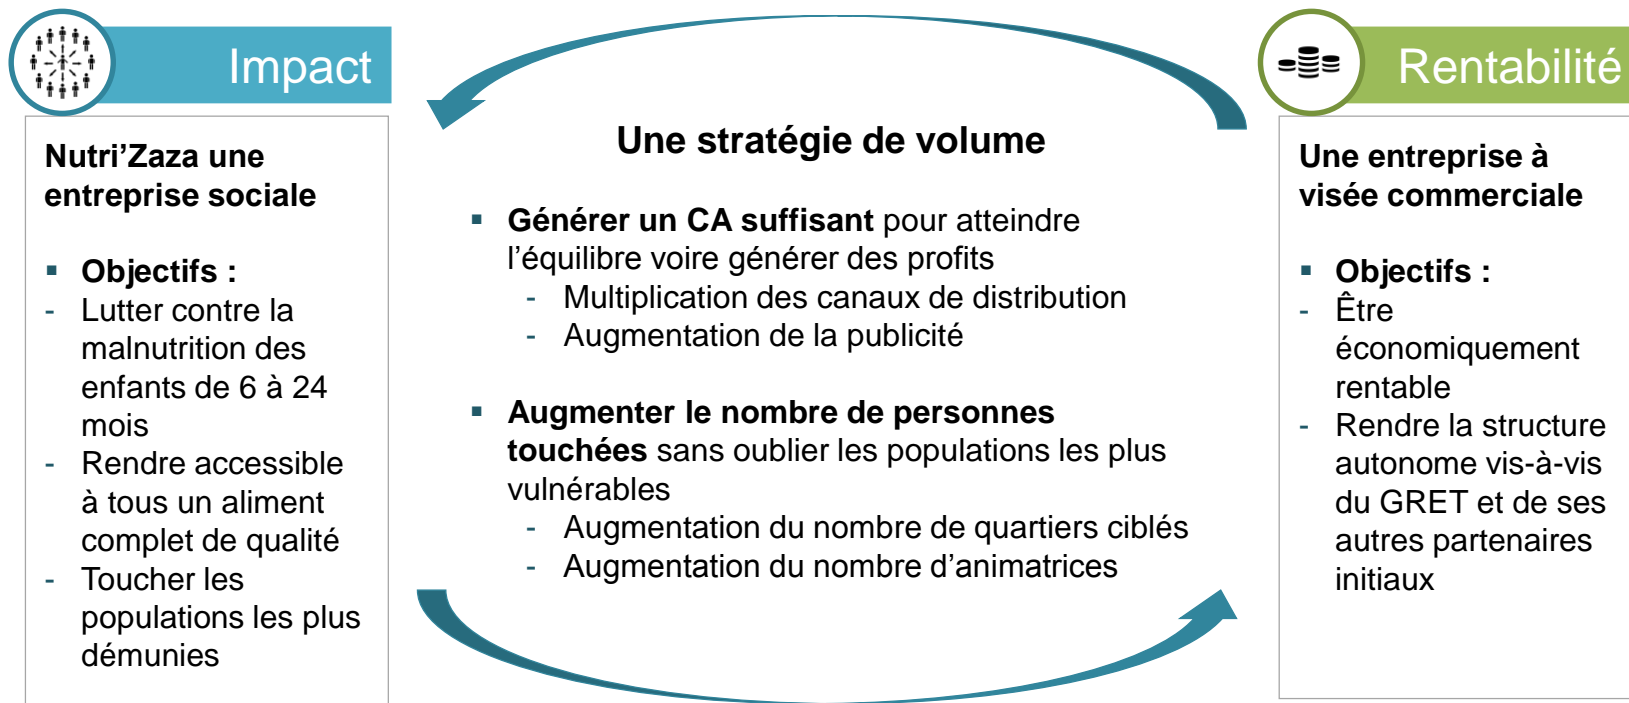 Impact
Nutri’Zaza une
entreprise sociale
▪ Objectifs :
- Lutter contre la
malnutrition des
enfants de 6 à 24
mois
- Rendre accessible
à tous un aliment
complet de qualité
- Toucher les
populations les plus
démunies
Une stratégie de volume
▪ Générer un CA suffisant pour atteindre
l’équilibre voire générer des profits
- Multiplication des canaux de distribution
- Augmentation de la publicité
▪ Augmenter le nombre de personnes
touchées sans oublier les populations les plus
vulnérables
- Augmentation du nombre de quartiers ciblés
- Augmentation du nombre d’animatrices
Rentabilité
Une entreprise à
visée commerciale
▪ Objectifs :
- Être
économiquement
rentable
- Rendre la structure
autonome vis-à-vis
du GRET et de ses
autres partenaires
initiaux